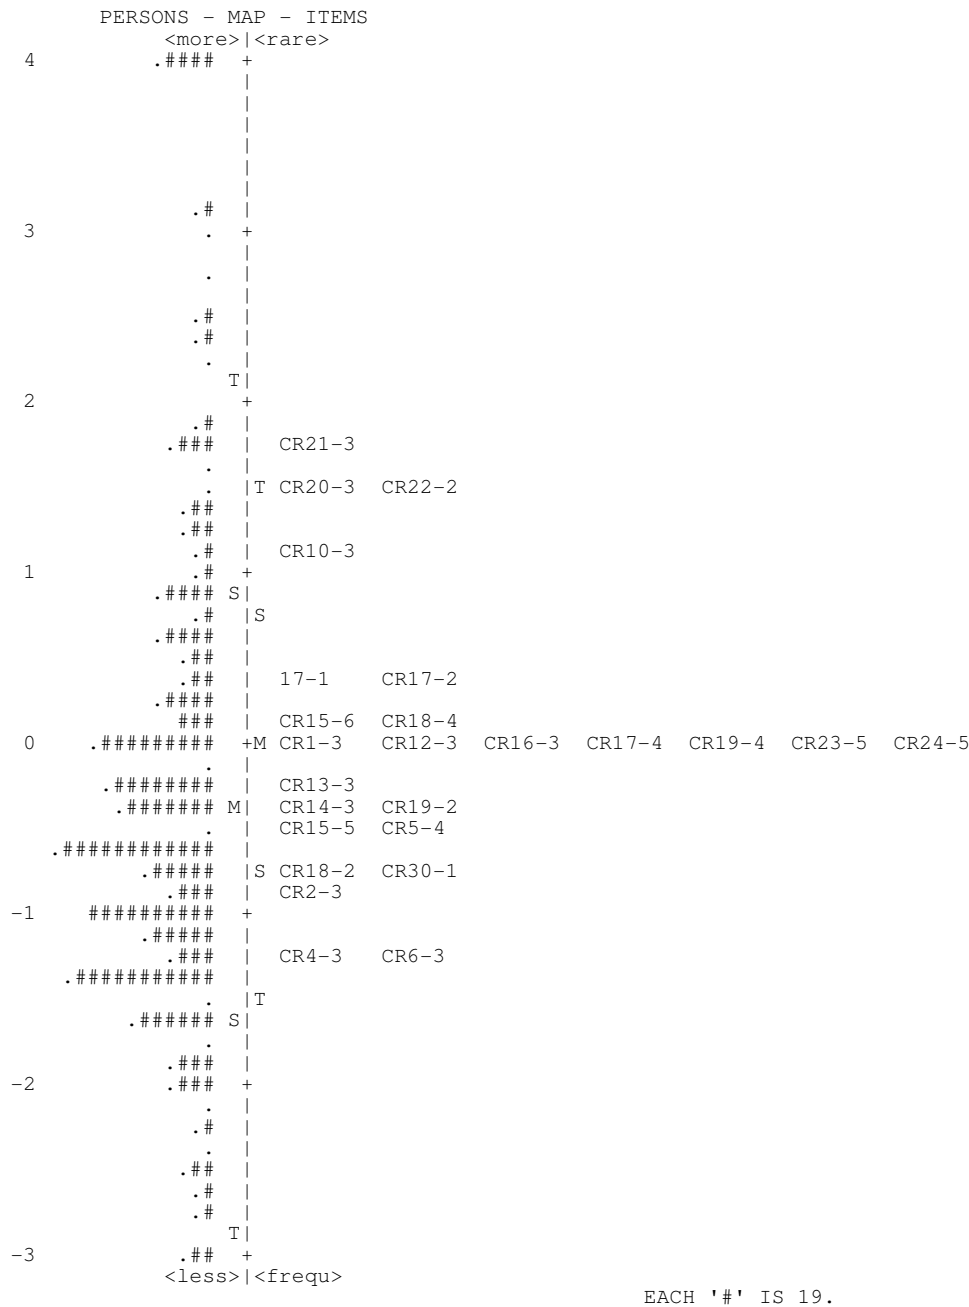 PERSONS - MAP - ITEMS
<more>|<rare>
4 .#### +
|
|
|
|
|
|
.# |
3 . +
|
. |
|
.# |
.# |
. |
T|
2 +
.# |
.### | CR21-3
. |
. |T CR20-3 CR22-2
.## |
.## |
.# | CR10-3
1 .# +
.#### S|
.# |S
.#### |
.## |
.## | 17-1 CR17-2
.#### |
### | CR15-6 CR18-4
0 .######### +M CR1-3 CR12-3 CR16-3 CR17-4 CR19-4 CR23-5 CR24-5
. |
.######## | CR13-3
.####### M| CR14-3 CR19-2
. | CR15-5 CR5-4
.############ |
.##### |S CR18-2 CR30-1
.### | CR2-3
-1 ########## +
.##### |
.### | CR4-3 CR6-3
.########### |
. |T
.###### S|
. |
.### |
-2 .### +
. |
.# |
. |
.## |
.# |
.# |
T|
-3 .## +
<less>|<frequ>
EACH '#' IS 19.